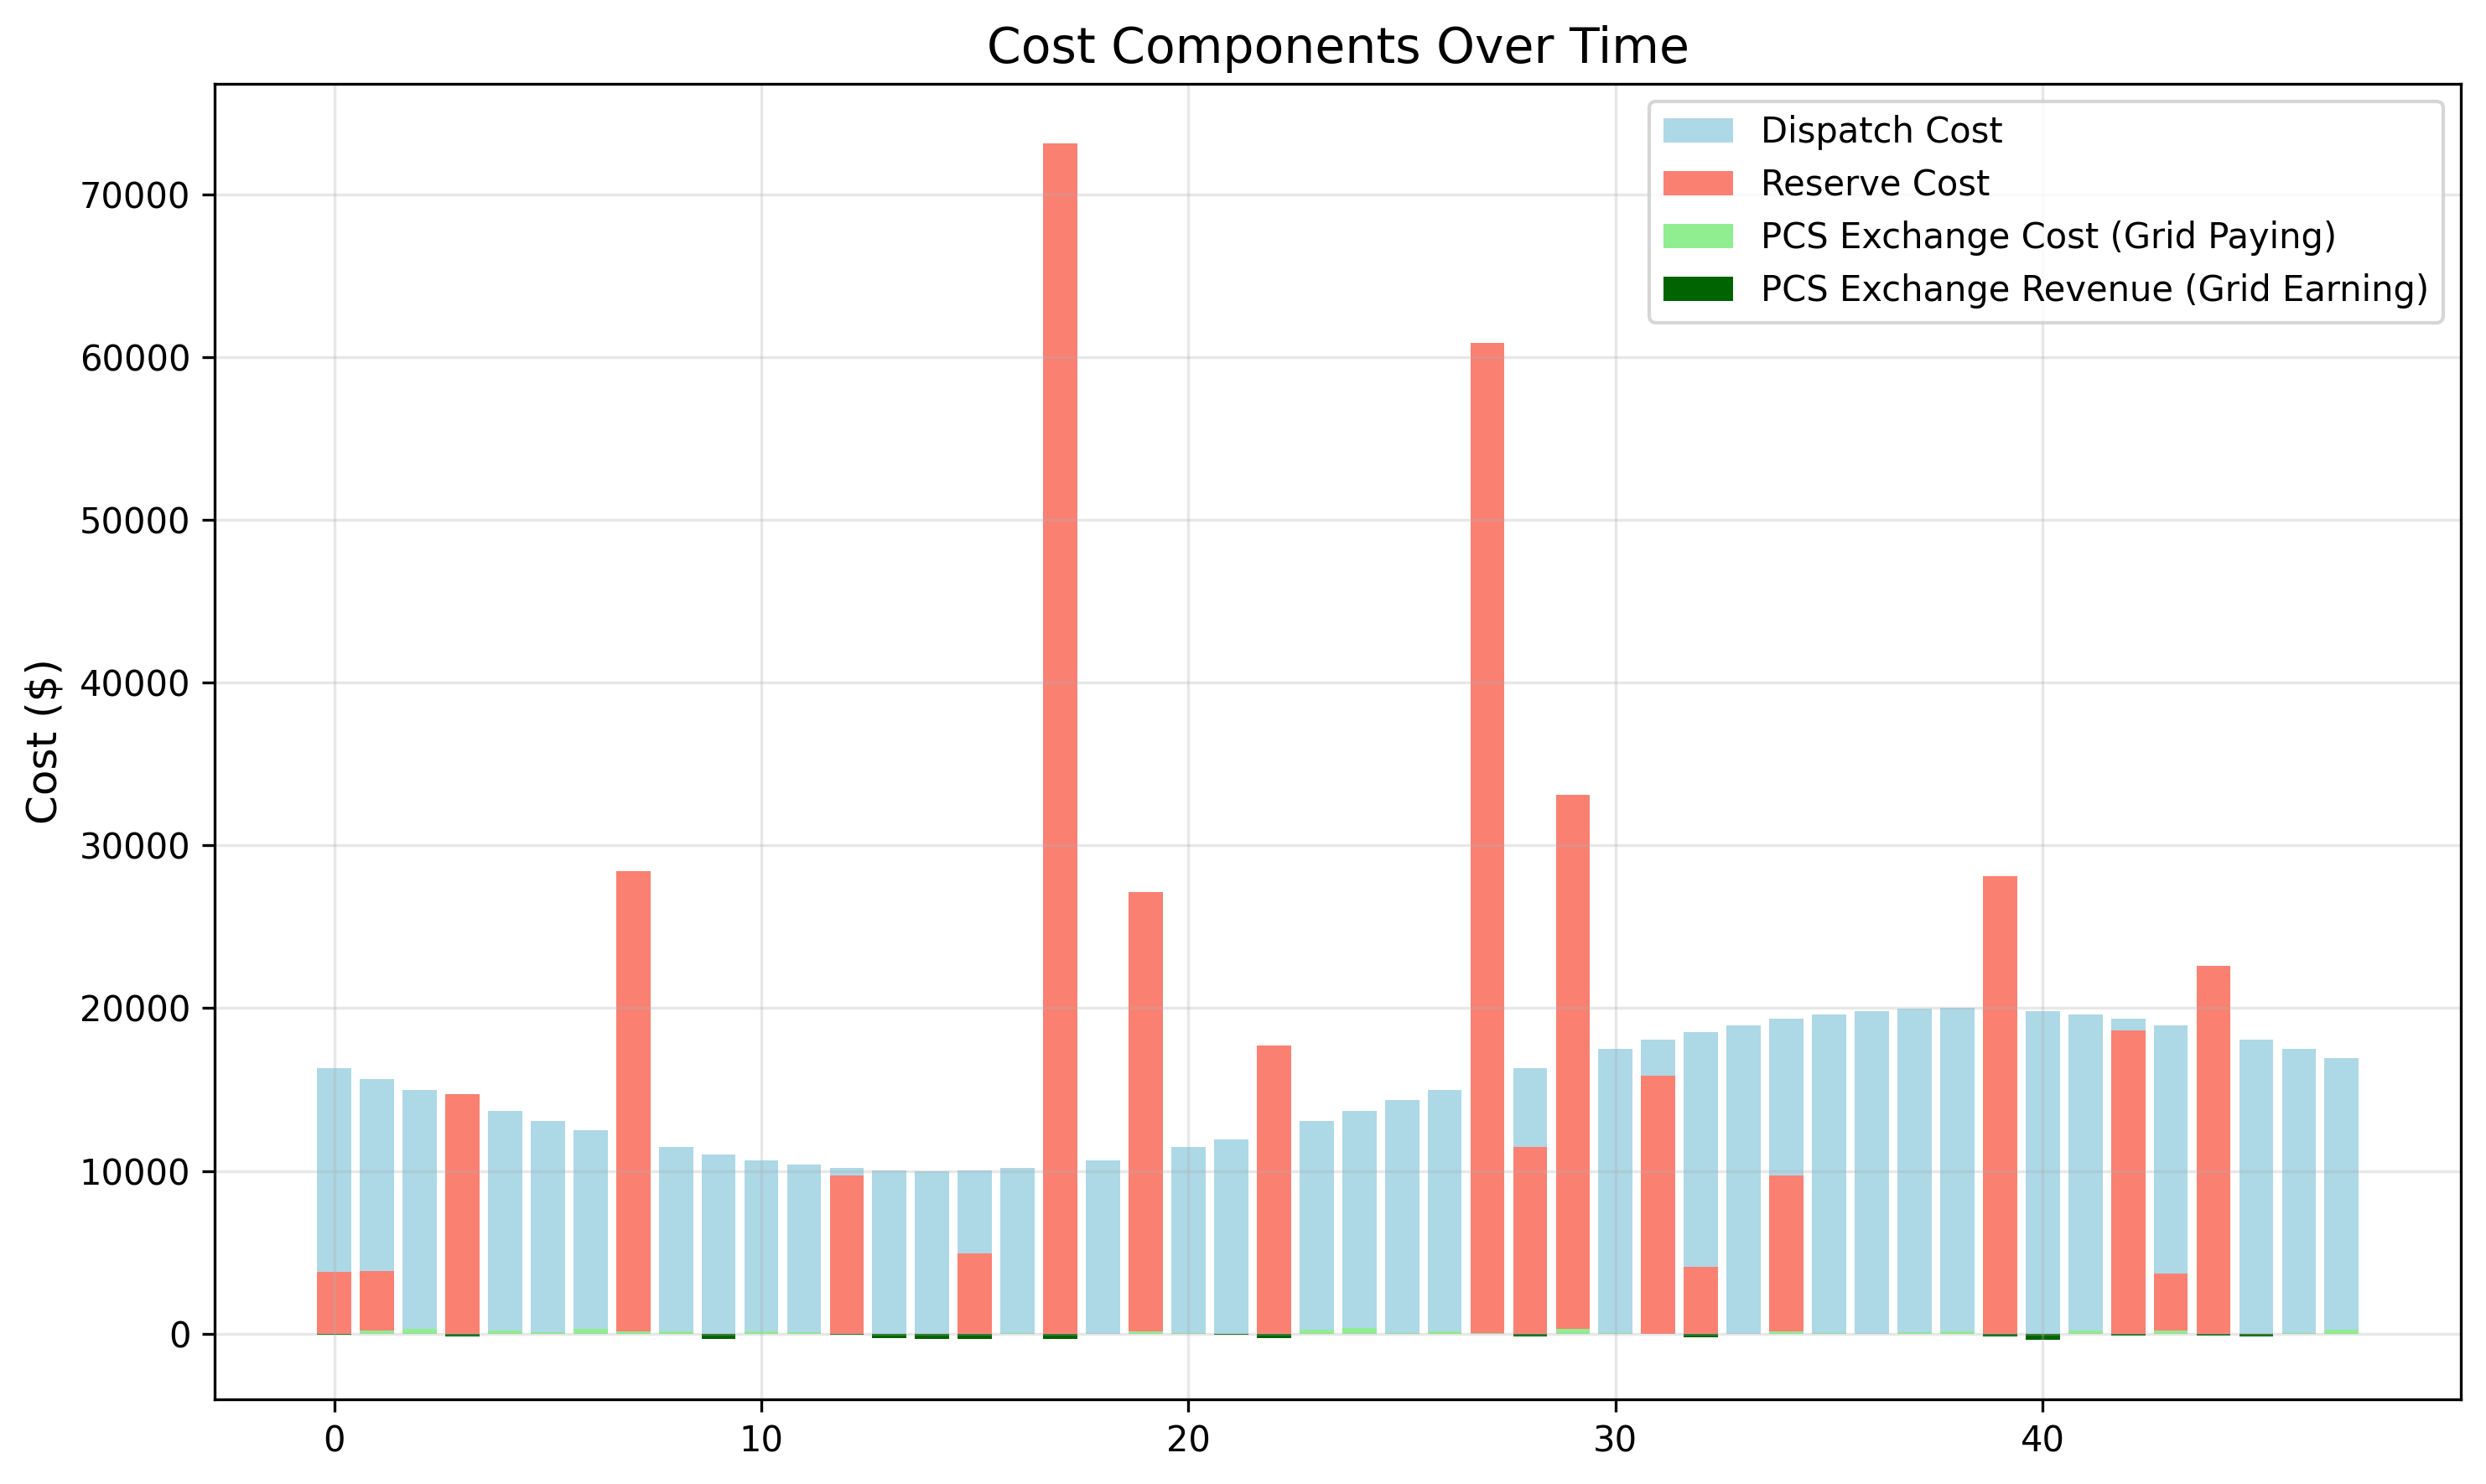 Cost Components Over Time
Dispatch Cost
Reserve Cost
PCS Exchange Cost (Grid Paying)
PCS Exchange Revenue (Grid Earning)
Cost ($)
70000
60000
50000
40000
30000
20000
10000
0
0 10 20 30 40